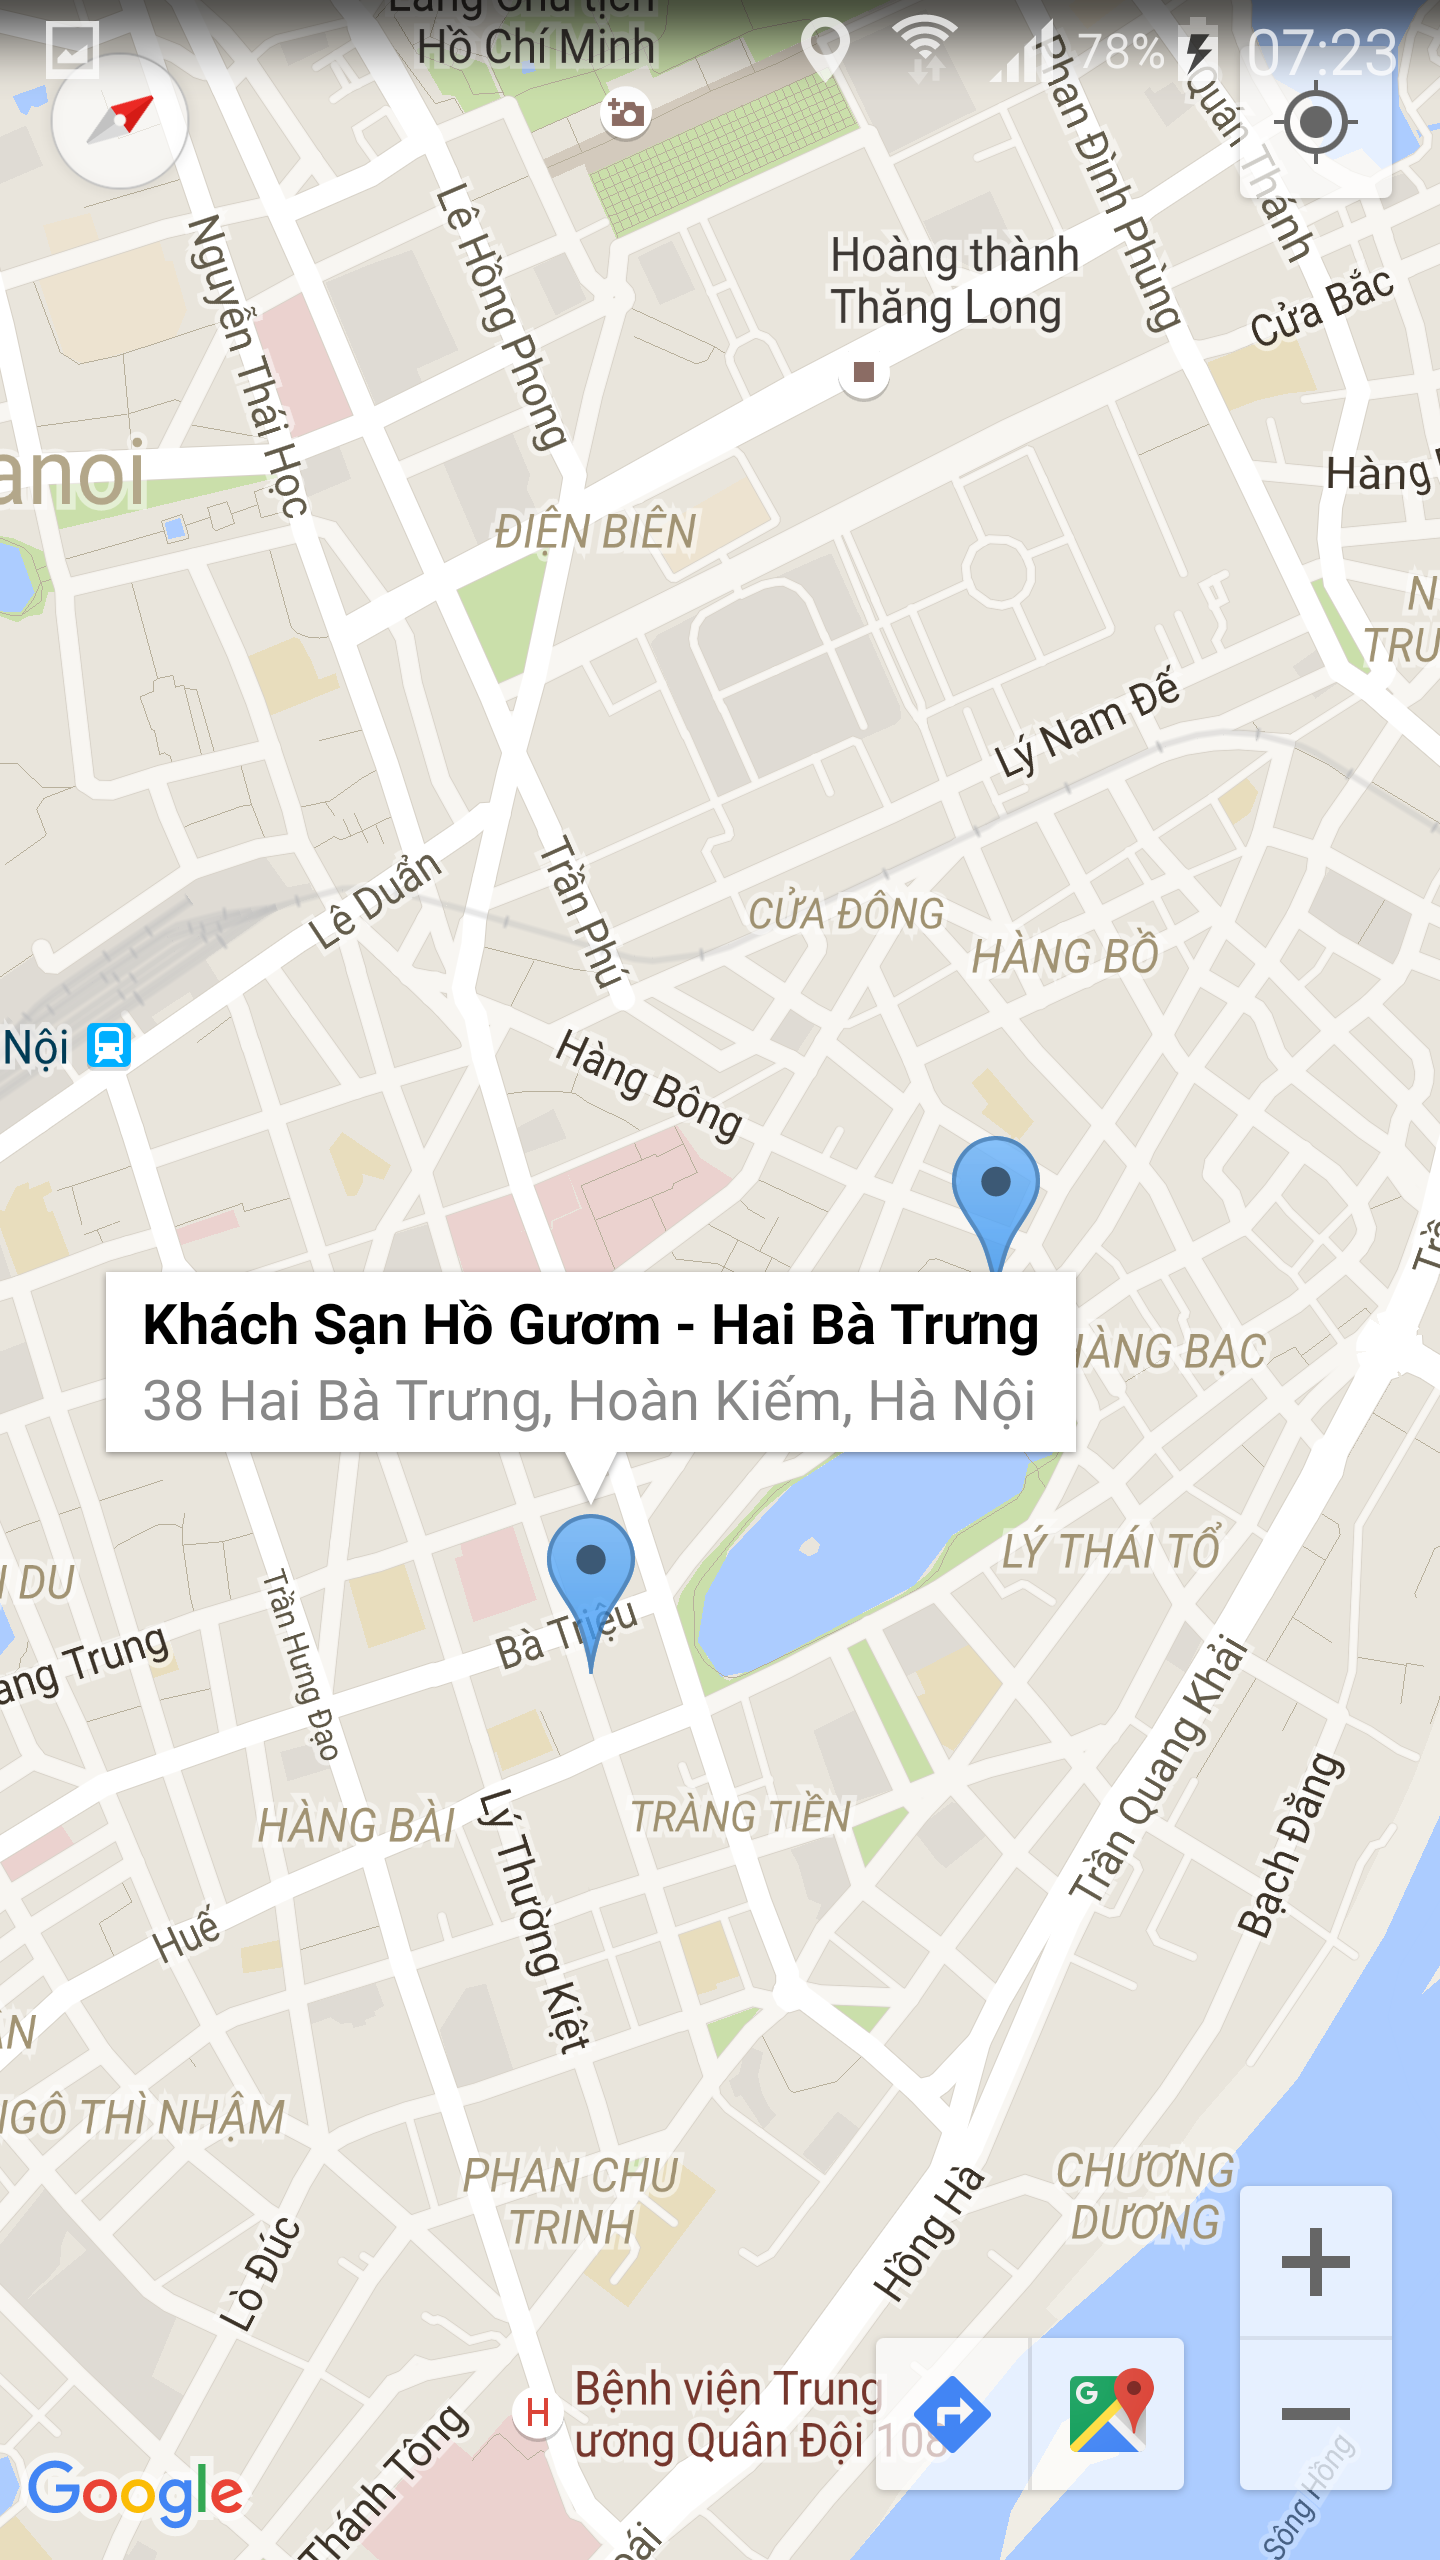 Lăng Chủ tịch
Hồ Chí Minh
78%
07:23
Phan Đình Phùng
Quán Thánh
Lê Hồng Phong
Nguyễn Thái Học
Hoàng thành
Thăng Long
Cửa Bắc
anoi
Hàng
ĐIỆN BIÊN
N
TRU
Lý Nam Đế
Trần Phú
Lê Duẩn
CỬA ĐÔNG
HÀNG BỒ
Nội
Hàng Bông
Trầ
Khách Sạn Hồ Gươm - Hai Bà Trưng
38 Hai Bà Trưng, Hoàn Kiếm, Hà Nội
HÀNG BẠC
LÝ THÁI TỔ
DU
Bà Triệu
Trần Hưng Đạo
ang Trung
Trần Quang Khải
Bạch Đằng
HÀNG BÀI
Lý Thường Kiệt
TRÀNG TIỀN
Huế
NGÔ THÌ NHẬM
PHAN CHU
TRINH
CHƯƠNG
DƯƠNG
Hồng Hà
Lò Đúc
H
Bệnh viện Trung
ương Quân Đội 108
G
Thánh Tông
oái
Sông Hồng
Google